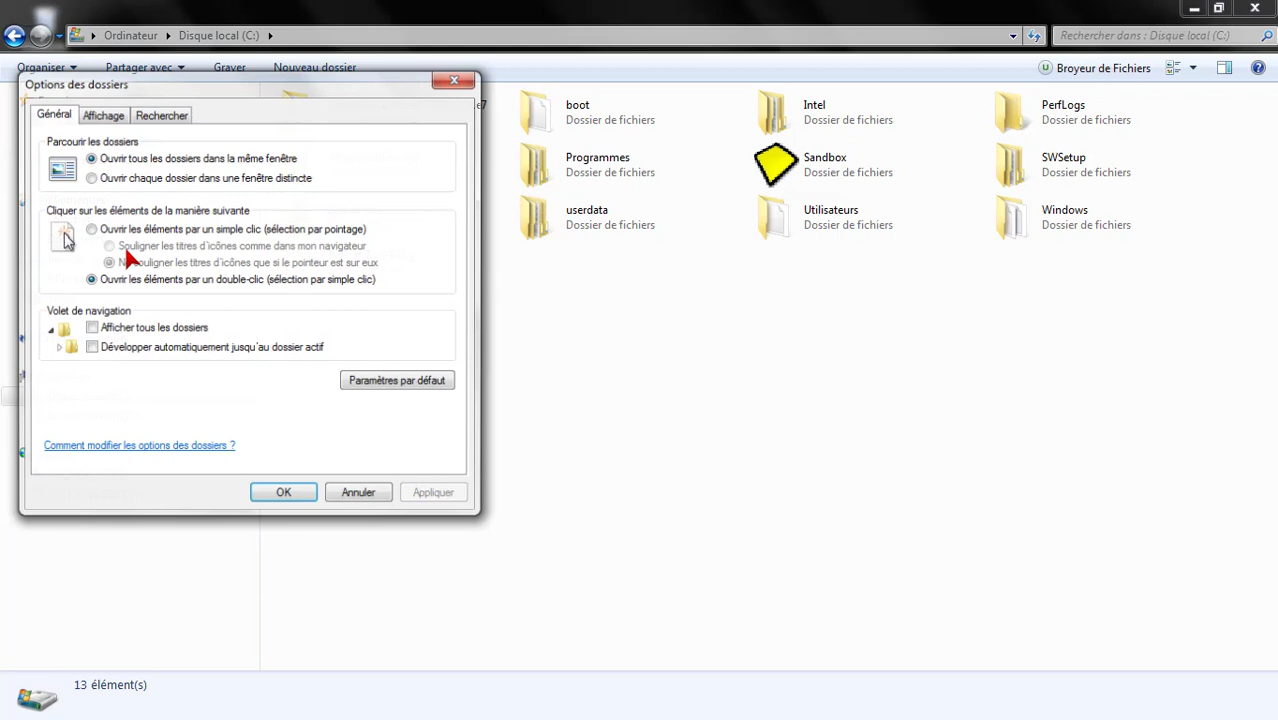 Ordinateur Disque local (C:) Rechercher dans : Disque local (C:)
Organiser Partager avec Graver Nouveau dossier Broyeur de Fichiers
Options des dossiers
Général Affichage Rechercher
Parcourir les dossiers
Ouvrir tous les dossiers dans la même fenêtre
Ouvrir chaque dossier dans une fenêtre distincte
Cliquer sur les éléments de la manière suivante
Ouvrir les éléments par un simple clic (sélection par pointage)
Souligner les titres d'icônes comme dans mon navigateur
souligner les titres d'icônes que si le pointeur est sur eux
Ouvrir les éléments par un double-clic (sélection par simple clic)
Volet de navigation
Afficher tous les dossiers
Développer automatiquement jusqu'au dossier actif
Paramètres par défaut
Comment modifier les options des dossiers ?
OK Annuler Appliquer
boot Intel PerfLogs
Dossier de fichiers Dossier de fichiers Dossier de fichiers
Programmes Sandbox SWSetup
Dossier de fichiers Dossier de fichiers Dossier de fichiers
userdata Utilisateurs Windows
Dossier de fichiers Dossier de fichiers Dossier de fichiers
13 élément(s)